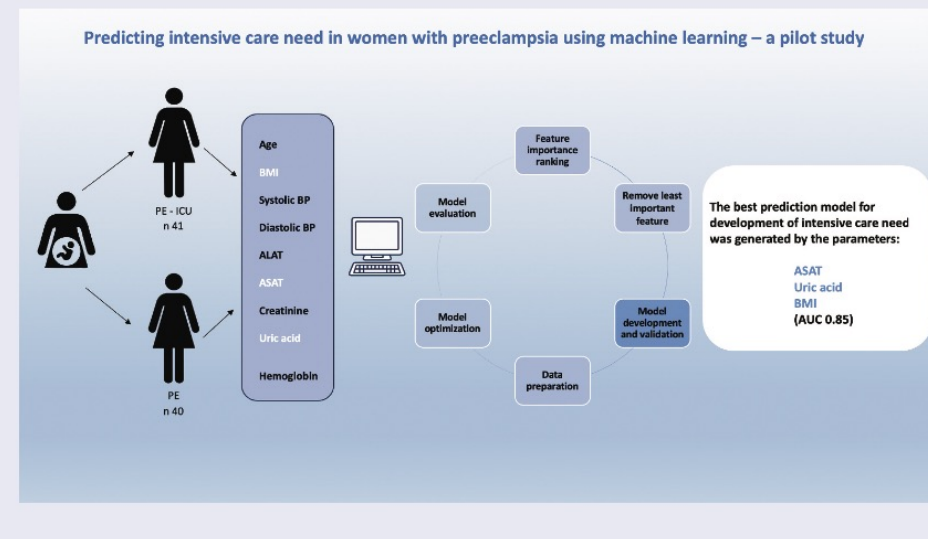 Predicting intensive care need in women with preeclampsia using machine learning – a pilot study
PE - ICU
n 41
PE
n 40
Age
BMI
Systolic BP
Diastolic BP
ALAT
ASAT
Creatinine
Uric acid
Hemoglobin
Feature
importance
ranking
Remove least
important
feature
Model
development
and validation
Data
preparation
Model
optimization
Model
evaluation
The best prediction model for
development of intensive care need
was generated by the parameters:
ASAT
Uric acid
BMI
(AUC 0.85)